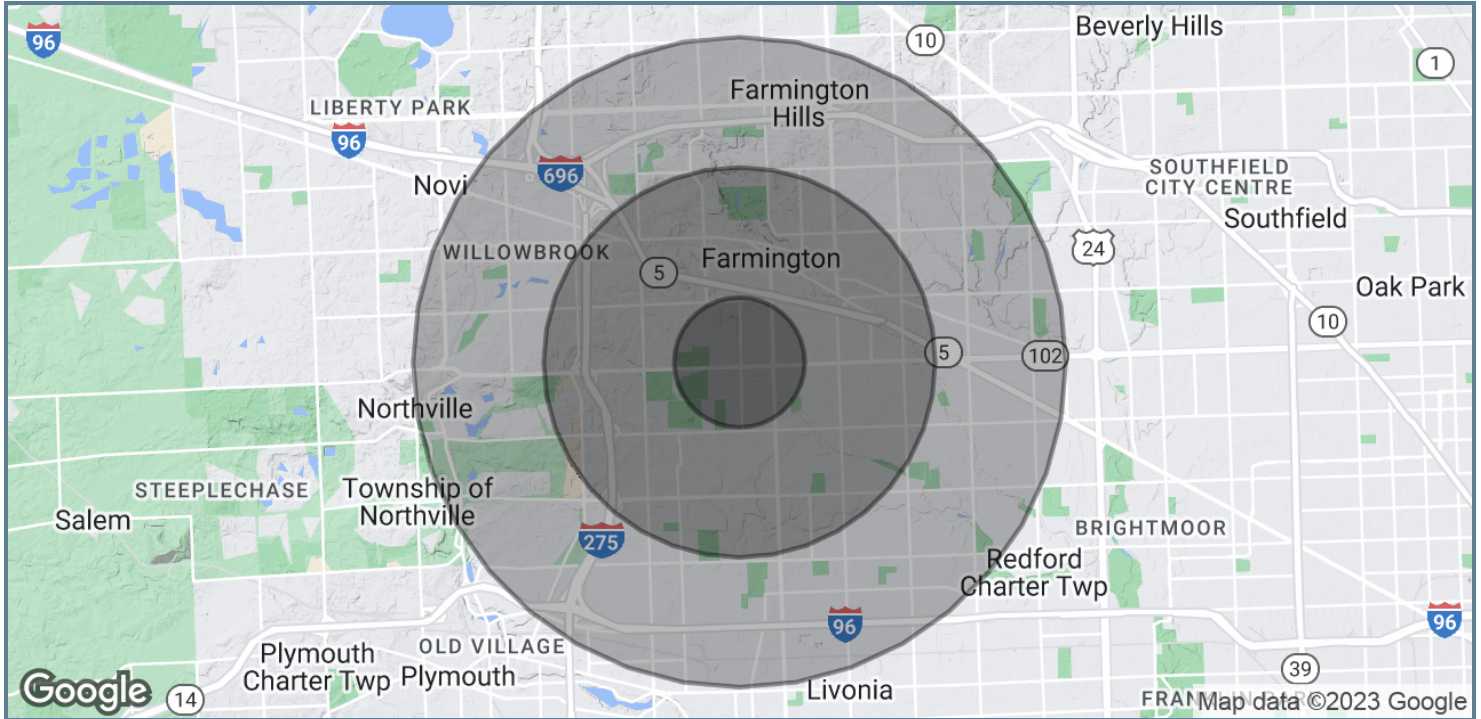 96
10
Beverly Hills
1
Farmington
Hills
LIBERTY PARK
96
696
Novi
SOUTHFIELD
CITY CENTRE
Southfield
WILLOWBROOK
24
Farmington
5
Oak Park
10
5
102
Northville
STEEPLECHASE
Township of
Northville
Salem
BRIGHTMOOR
275
Redford
Charter Twp
96
96
OLD VILLAGE
Plymouth
Charter Twp
Plymouth
39
Google
14
Livonia
Map data ©2023 Google